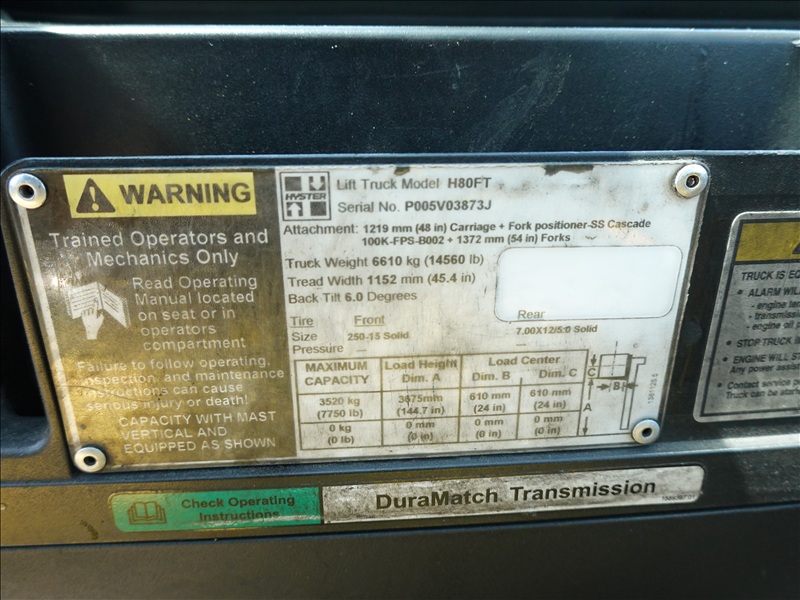 WARNING
Trained Operators and
Mechanics Only
Read Operating
Manual located
on seat or in
operators
compartment
Failure to follow operating,
inspection, and maintenance
instructions can cause
serious injury or death!
CAPACITY WITH MAST
VERTICAL AND
EQUIPPED AS SHOWN
HYSTER
Lift Truck Model H80FT
Serial No. P005V03873J
Attachment: 1219 mm (48 in) Carriage + Fork positioner-SS Cascade
100K-FPS-B002 + 1372 mm (54 in) Forks
Truck Weight 6610 kg (14560 lb)
Tread Width 1152 mm (45.4 in)
Back Tilt 6.0 Degrees
Tire Front Rear
Size 250-15 Solid 7.00X12/5.0 Solid
Pressure — —
MAXIMUM CAPACITY Load Height Dim. A Load Center Dim. B Dim. C
3520 kg 3675mm 610 mm 610 mm
(7750 lb) (144.7 in) (24 in) (24 in)
0 kg 0 mm 0 mm 0 mm
(0 lb) (0 in) (0 in) (0 in)
C
B
A
TRUCK IS EQ
• ALARM WILL
- engine tem
- transmiss
- engine oil p
• STOP TRUCK I
• ENGINE WILL S
Any power assist
• Contact service p
Truck can be
Check Operating
Instructions
DuraMatch Transmission